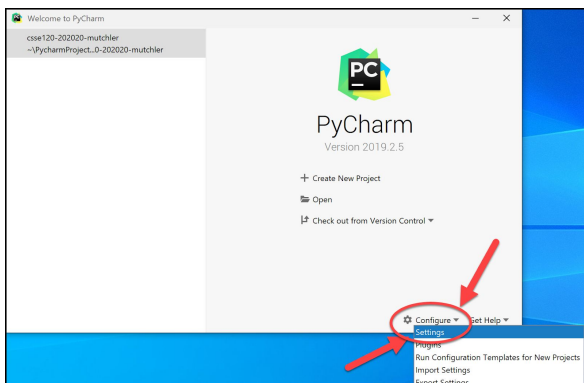 Welcome to PyCharm
csse120-202020-mutchler
~\PycharmProject...0-202020-mutchler
PC
PyCharm
Version 2019.2.5
Create New Project
Open
Check out from Version Control
Configure Get Help
Settings
Plugins
Run Configuration Templates for New Projects
Import Settings
Export Settings